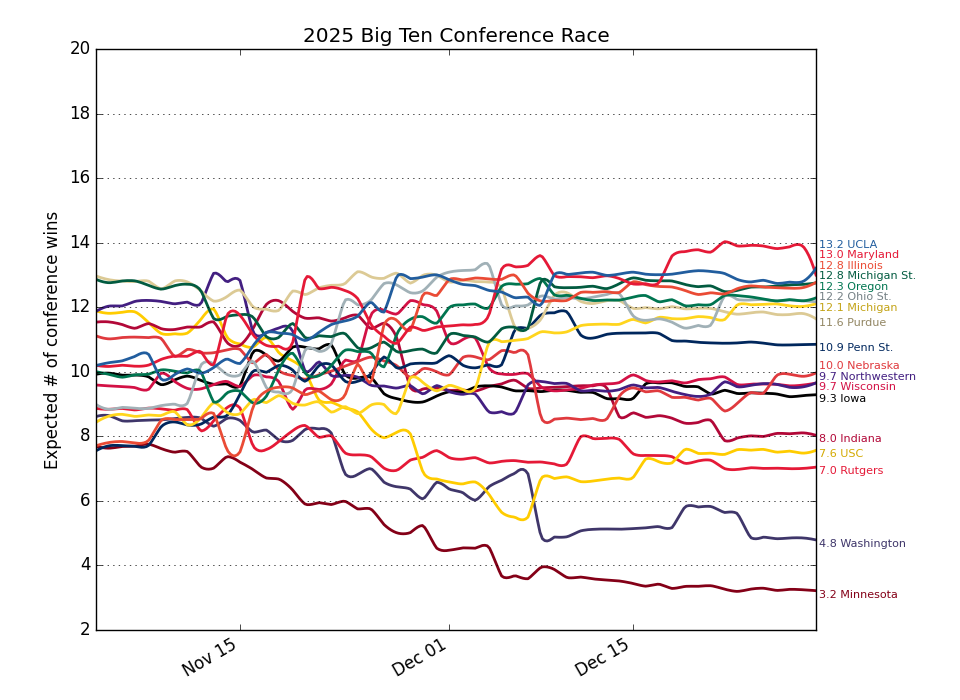 2025 Big Ten Conference Race
Expected # of conference wins
20
18
16
14
12
10
8
6
4
2
Nov 15
Dec 01
Dec 15
13.2 UCLA
13.0 Maryland
12.8 Illinois
12.8 Michigan St.
12.3 Oregon
12.2 Ohio St.
12.1 Michigan
11.6 Purdue
10.9 Penn St.
10.0 Nebraska
9.7 Northwestern
9.7 Wisconsin
9.3 Iowa
8.0 Indiana
7.6 USC
7.0 Rutgers
4.8 Washington
3.2 Minnesota